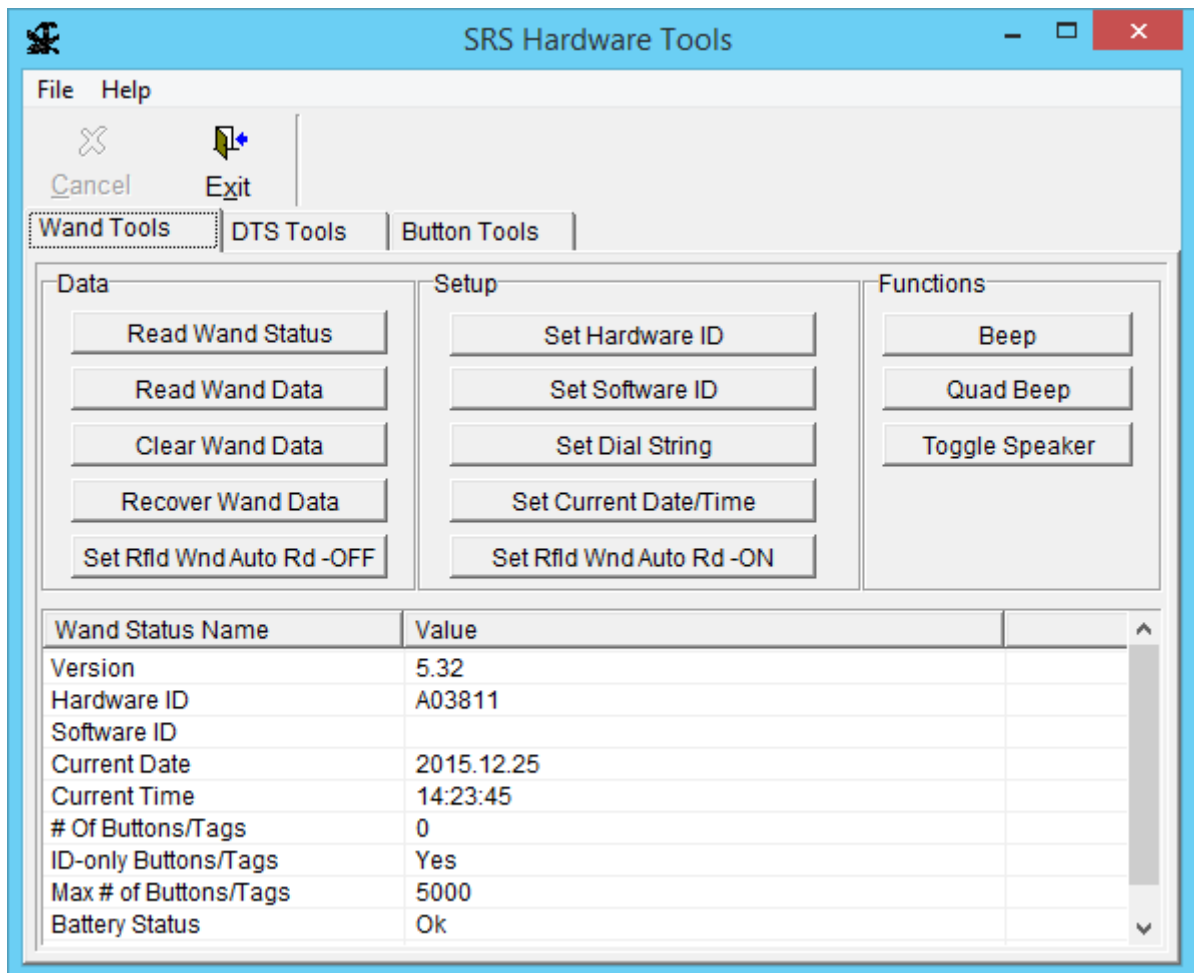 SRS Hardware Tools
File Help
Cancel Exit
Wand Tools DTS Tools Button Tools
Data Setup Functions
Read Wand Status Set Hardware ID Beep
Read Wand Data Set Software ID Quad Beep
Clear Wand Data Set Dial String Toggle Speaker
Recover Wand Data Set Current Date/Time
Set Rfld Wnd Auto Rd -OFF Set Rfld Wnd Auto Rd -ON
Wand Status Name Value
Version 5.32
Hardware ID A03811
Software ID
Current Date 2015.12.25
Current Time 14:23:45
# Of Buttons/Tags 0
ID-only Buttons/Tags Yes
Max # of Buttons/Tags 5000
Battery Status Ok